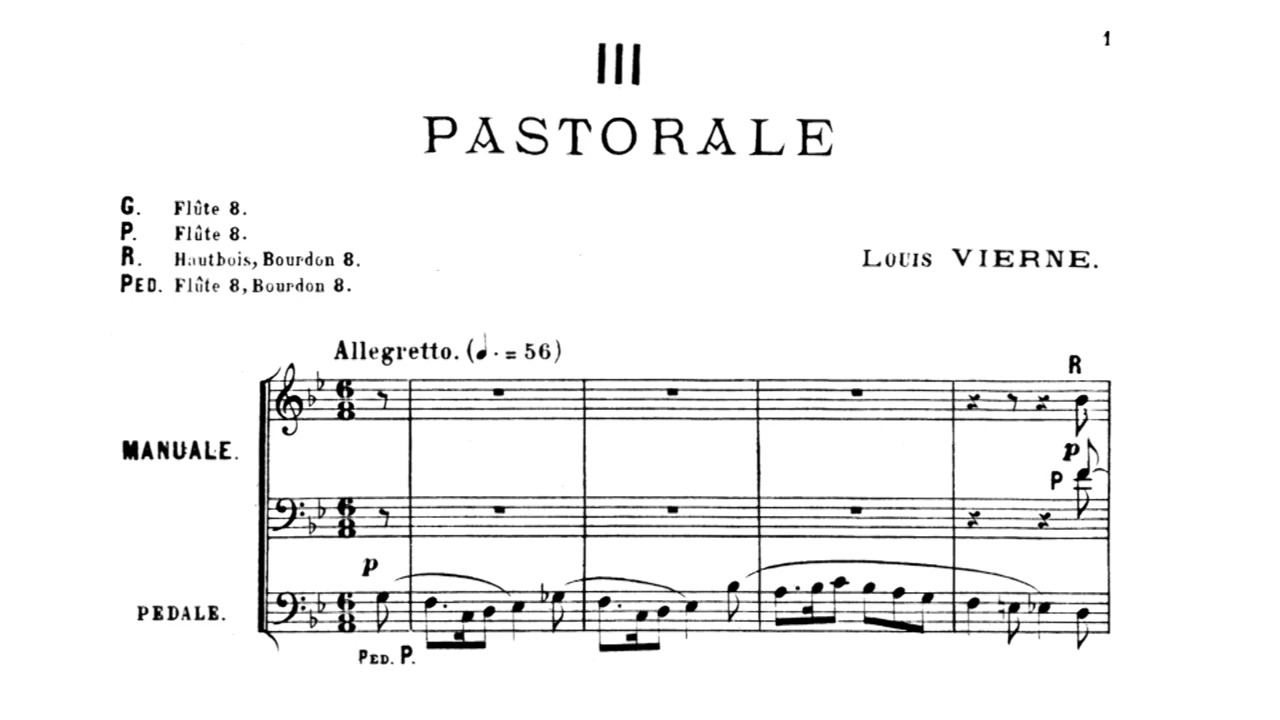 1
III
PASTORALE
G. Flûte 8.
P. Flûte 8.
R. Hautbois, Bourdon 8.
PED. Flûte 8, Bourdon 8.
LOUIS VIERNE.
Allegretto. (♩. = 56)
R
MANUALE.
p
P
p
PEDALE.
PED. P.